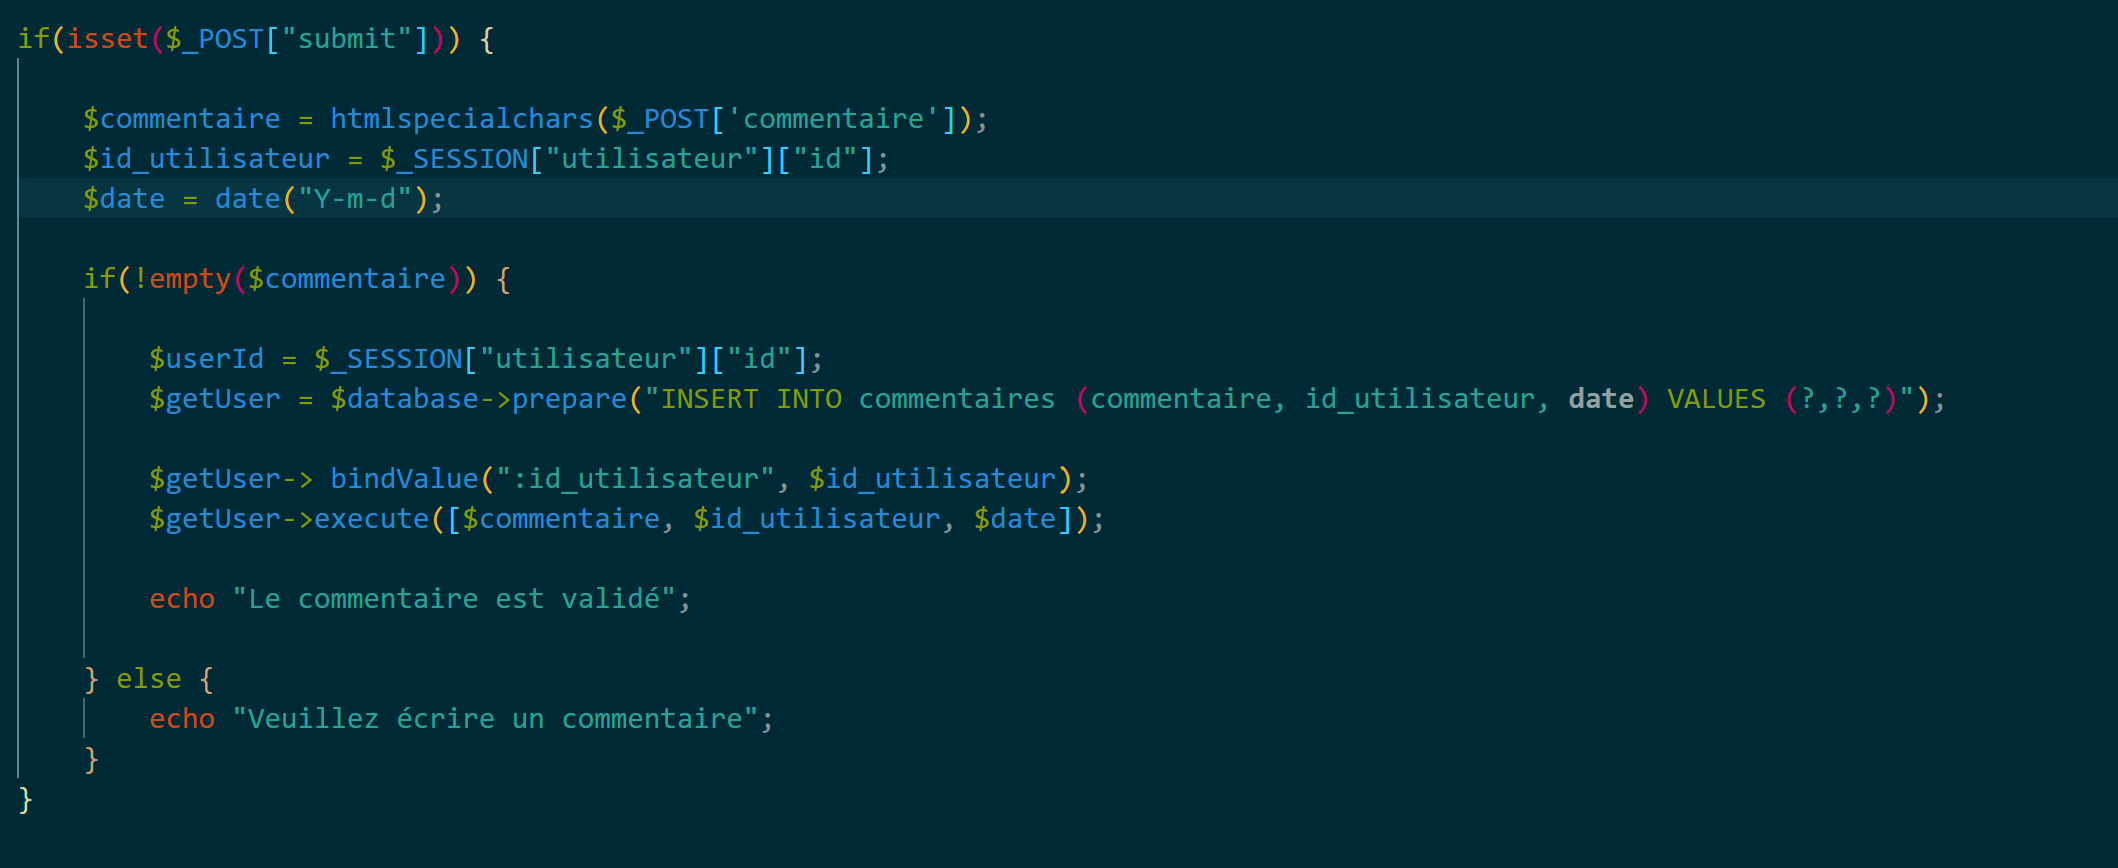 if(isset($_POST["submit"])) {
$commentaire = htmlspecialchars($_POST['commentaire']);
$id_utilisateur = $_SESSION["utilisateur"]["id"];
$date = date("Y-m-d");
if(!empty($commentaire)) {
$userId = $_SESSION["utilisateur"]["id"];
$getUser = $database->prepare("INSERT INTO commentaires (commentaire, id_utilisateur, date) VALUES (?,?,?)");
$getUser-> bindValue(":id_utilisateur", $id_utilisateur);
$getUser->execute([$commentaire, $id_utilisateur, $date]);
echo "Le commentaire est validé";
} else {
echo "Veuillez écrire un commentaire";
}
}